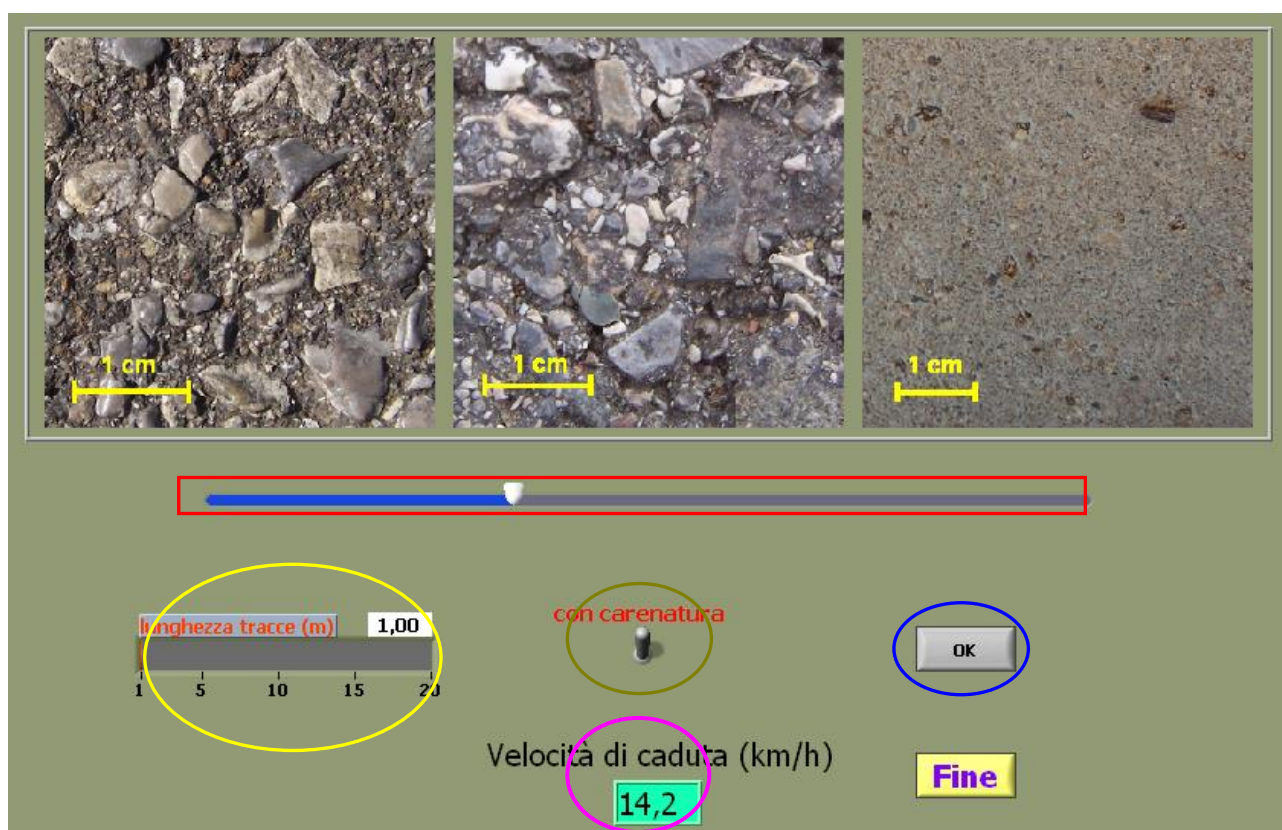 1 cm
1 cm
1 cm
lunghezza tracce (m) 1,00
1 5 10 15 20
con carenatura
OK
Velocità di caduta (km/h)
14,2
Fine